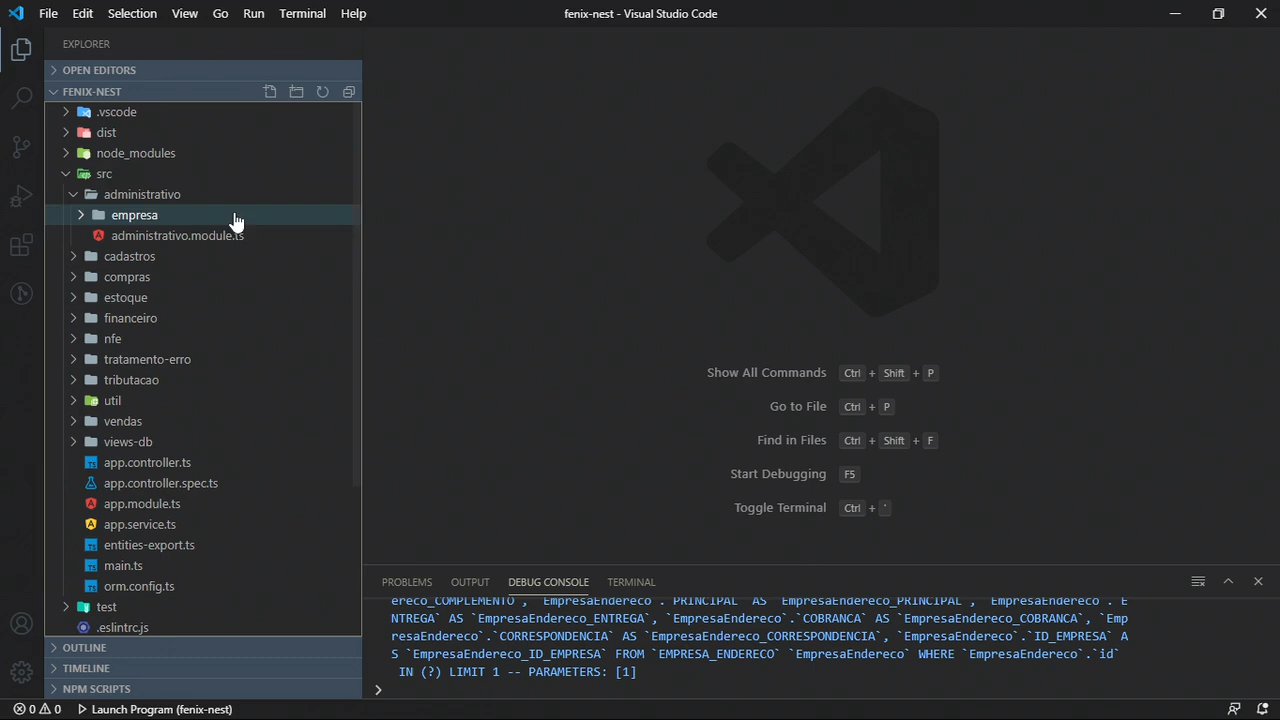 File Edit Selection View Go Run Terminal Help
fenix-nest - Visual Studio Code
EXPLORER
OPEN EDITORS
FENIX-NEST
.vscode
dist
node_modules
src
administrativo
empresa
administrativo.module.ts
cadastros
compras
estoque
financeiro
nfe
tratamento-erro
tributacao
util
vendas
views-db
app.controller.ts
app.controller.spec.ts
app.module.ts
app.service.ts
entities-export.ts
main.ts
orm.config.ts
test
.eslintrc.js
OUTLINE
TIMELINE
NPM SCRIPTS
Show All Commands Ctrl + Shift + P
Go to File Ctrl + P
Find in Files Ctrl + Shift + F
Start Debugging F5
Toggle Terminal Ctrl + `
PROBLEMS OUTPUT DEBUG CONSOLE TERMINAL
ereco_COMPLEMENTO`, `EmpresaEndereco`.`PRINCIPAL` AS `EmpresaEndereco_PRINCIPAL`, `EmpresaEndereco`.`E
NTREGA` AS `EmpresaEndereco_ENTREGA`, `EmpresaEndereco`.`COBRANCA` AS `EmpresaEndereco_COBRANCA`, `Emp
resaEndereco`.`CORRESPONDENCIA` AS `EmpresaEndereco_CORRESPONDENCIA`, `EmpresaEndereco`.`ID_EMPRESA` A
S `EmpresaEndereco_ID_EMPRESA` FROM `EMPRESA_ENDERECO` `EmpresaEndereco` WHERE `EmpresaEndereco`.`id`
IN (?) LIMIT 1 -- PARAMETERS: [1]
0 0 Launch Program (fenix-nest)